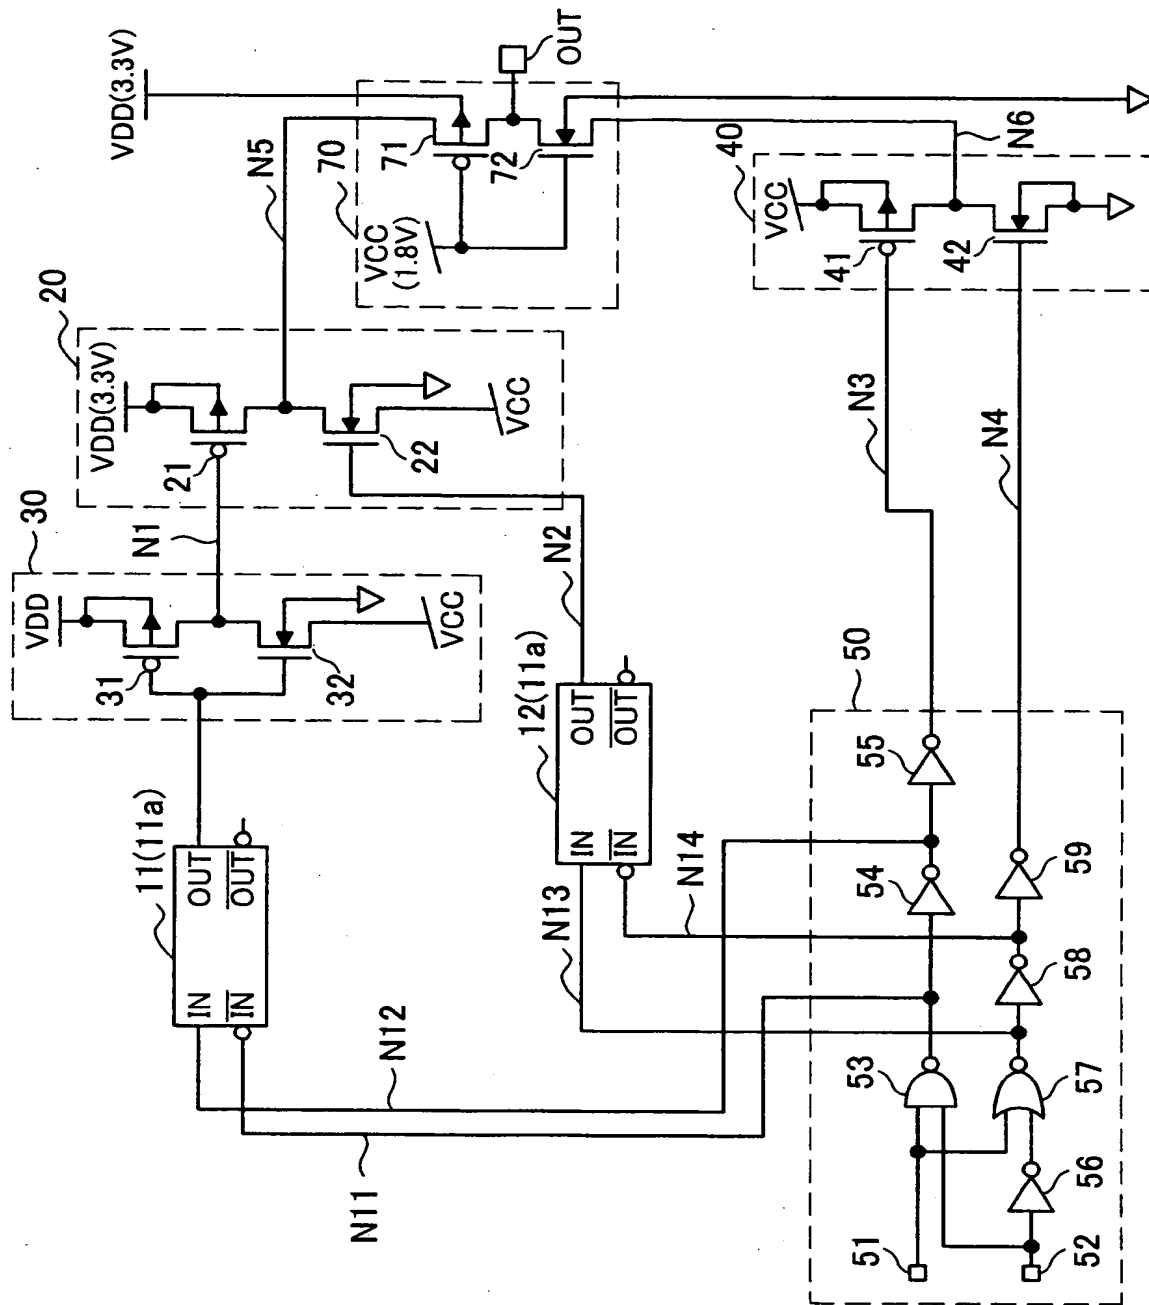 VDD(3.3V)
OUT
N5
70
71
72
VCC
(1.8V)
N6
40
VCC
41
42
20
VDD(3.3V)
21
22
VCC
N3
N4
30
VDD
N1
31
32
VCC
N2
11(11a)
IN
OUT
IN
OUT
12(11a)
IN
OUT
IN
OUT
50
55
54
59
58
N12
N11
N13
N14
53
57
56
51
52